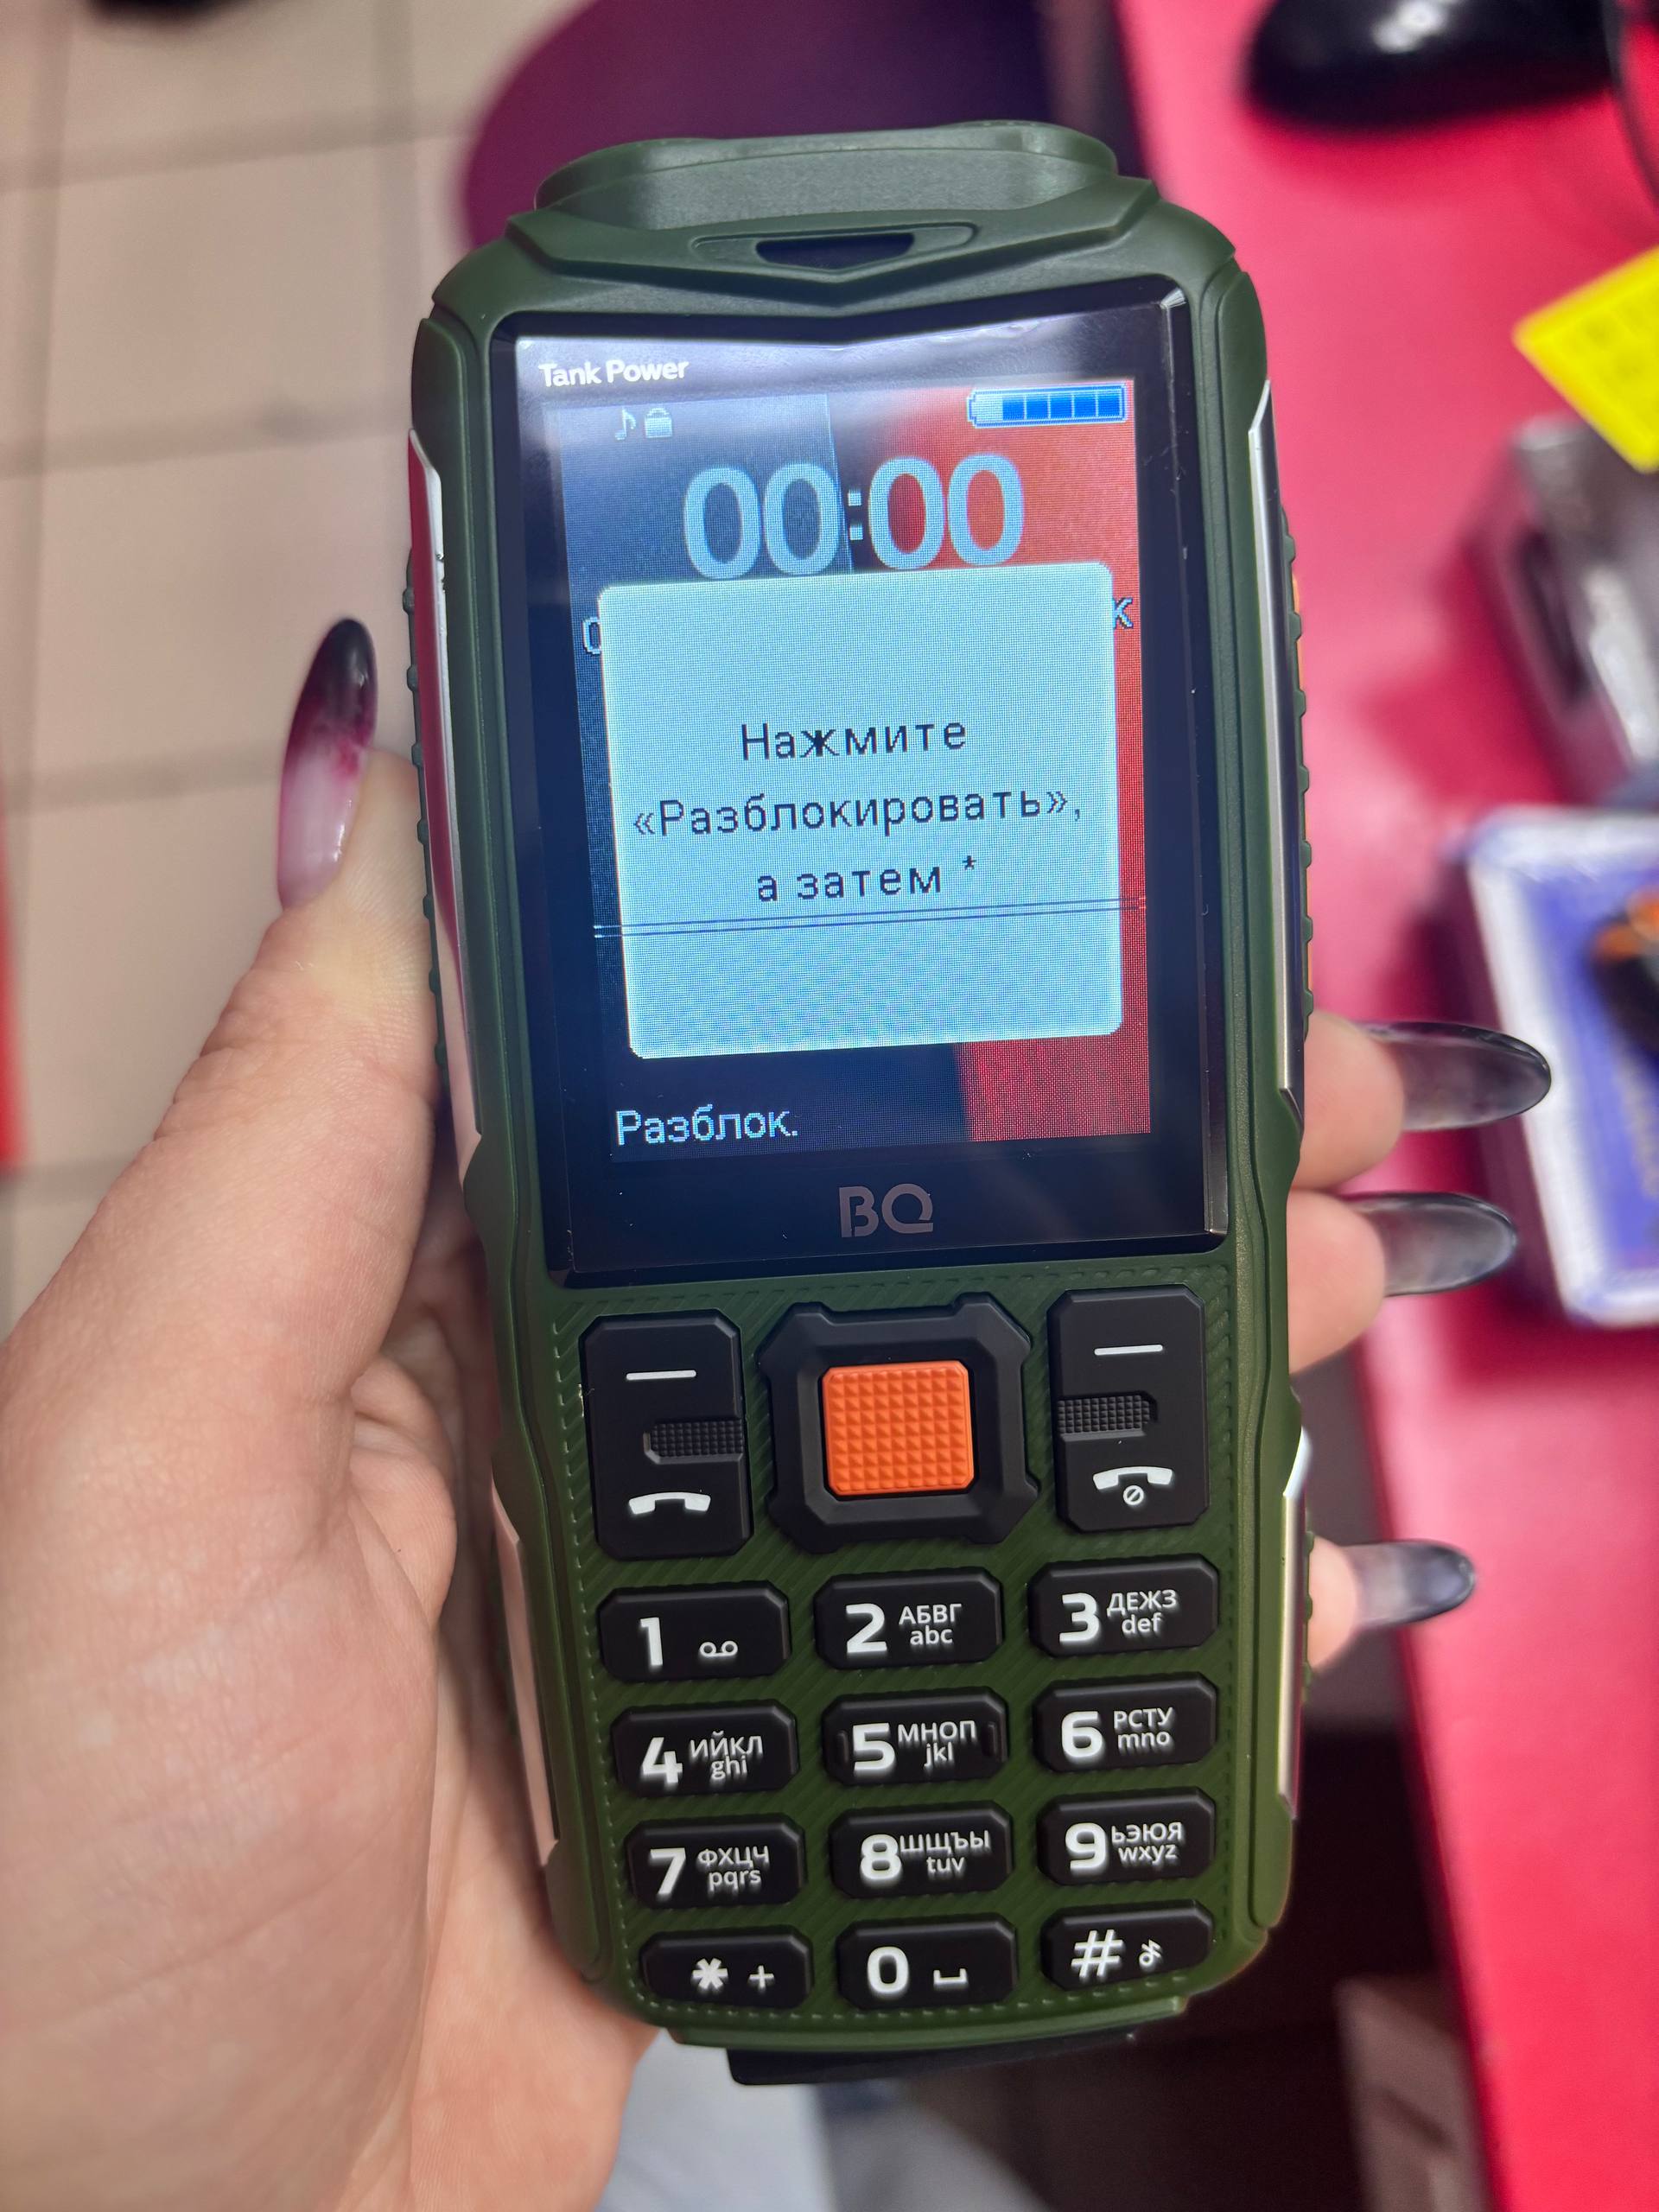 Tank Power
00:00
Нажмите
«Разблокировать»,
а затем *
Разблок.
BQ
1
2 АБВГ abc
3 ДЕЖЗ def
4 ИЙКЛ ghi
5 МНОП jkl
6 РСТУ mno
7 ФХЦЧ pqrs
8 ШЩЪЫ tuv
9 ЬЭЮЯ wxyz
* +
0
#